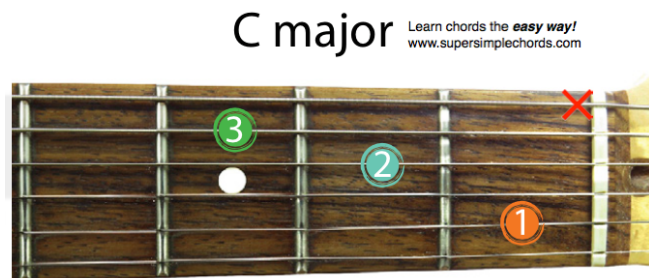 C major
Learn chords the easy way!
www.supersimplechords.com
3
2
1